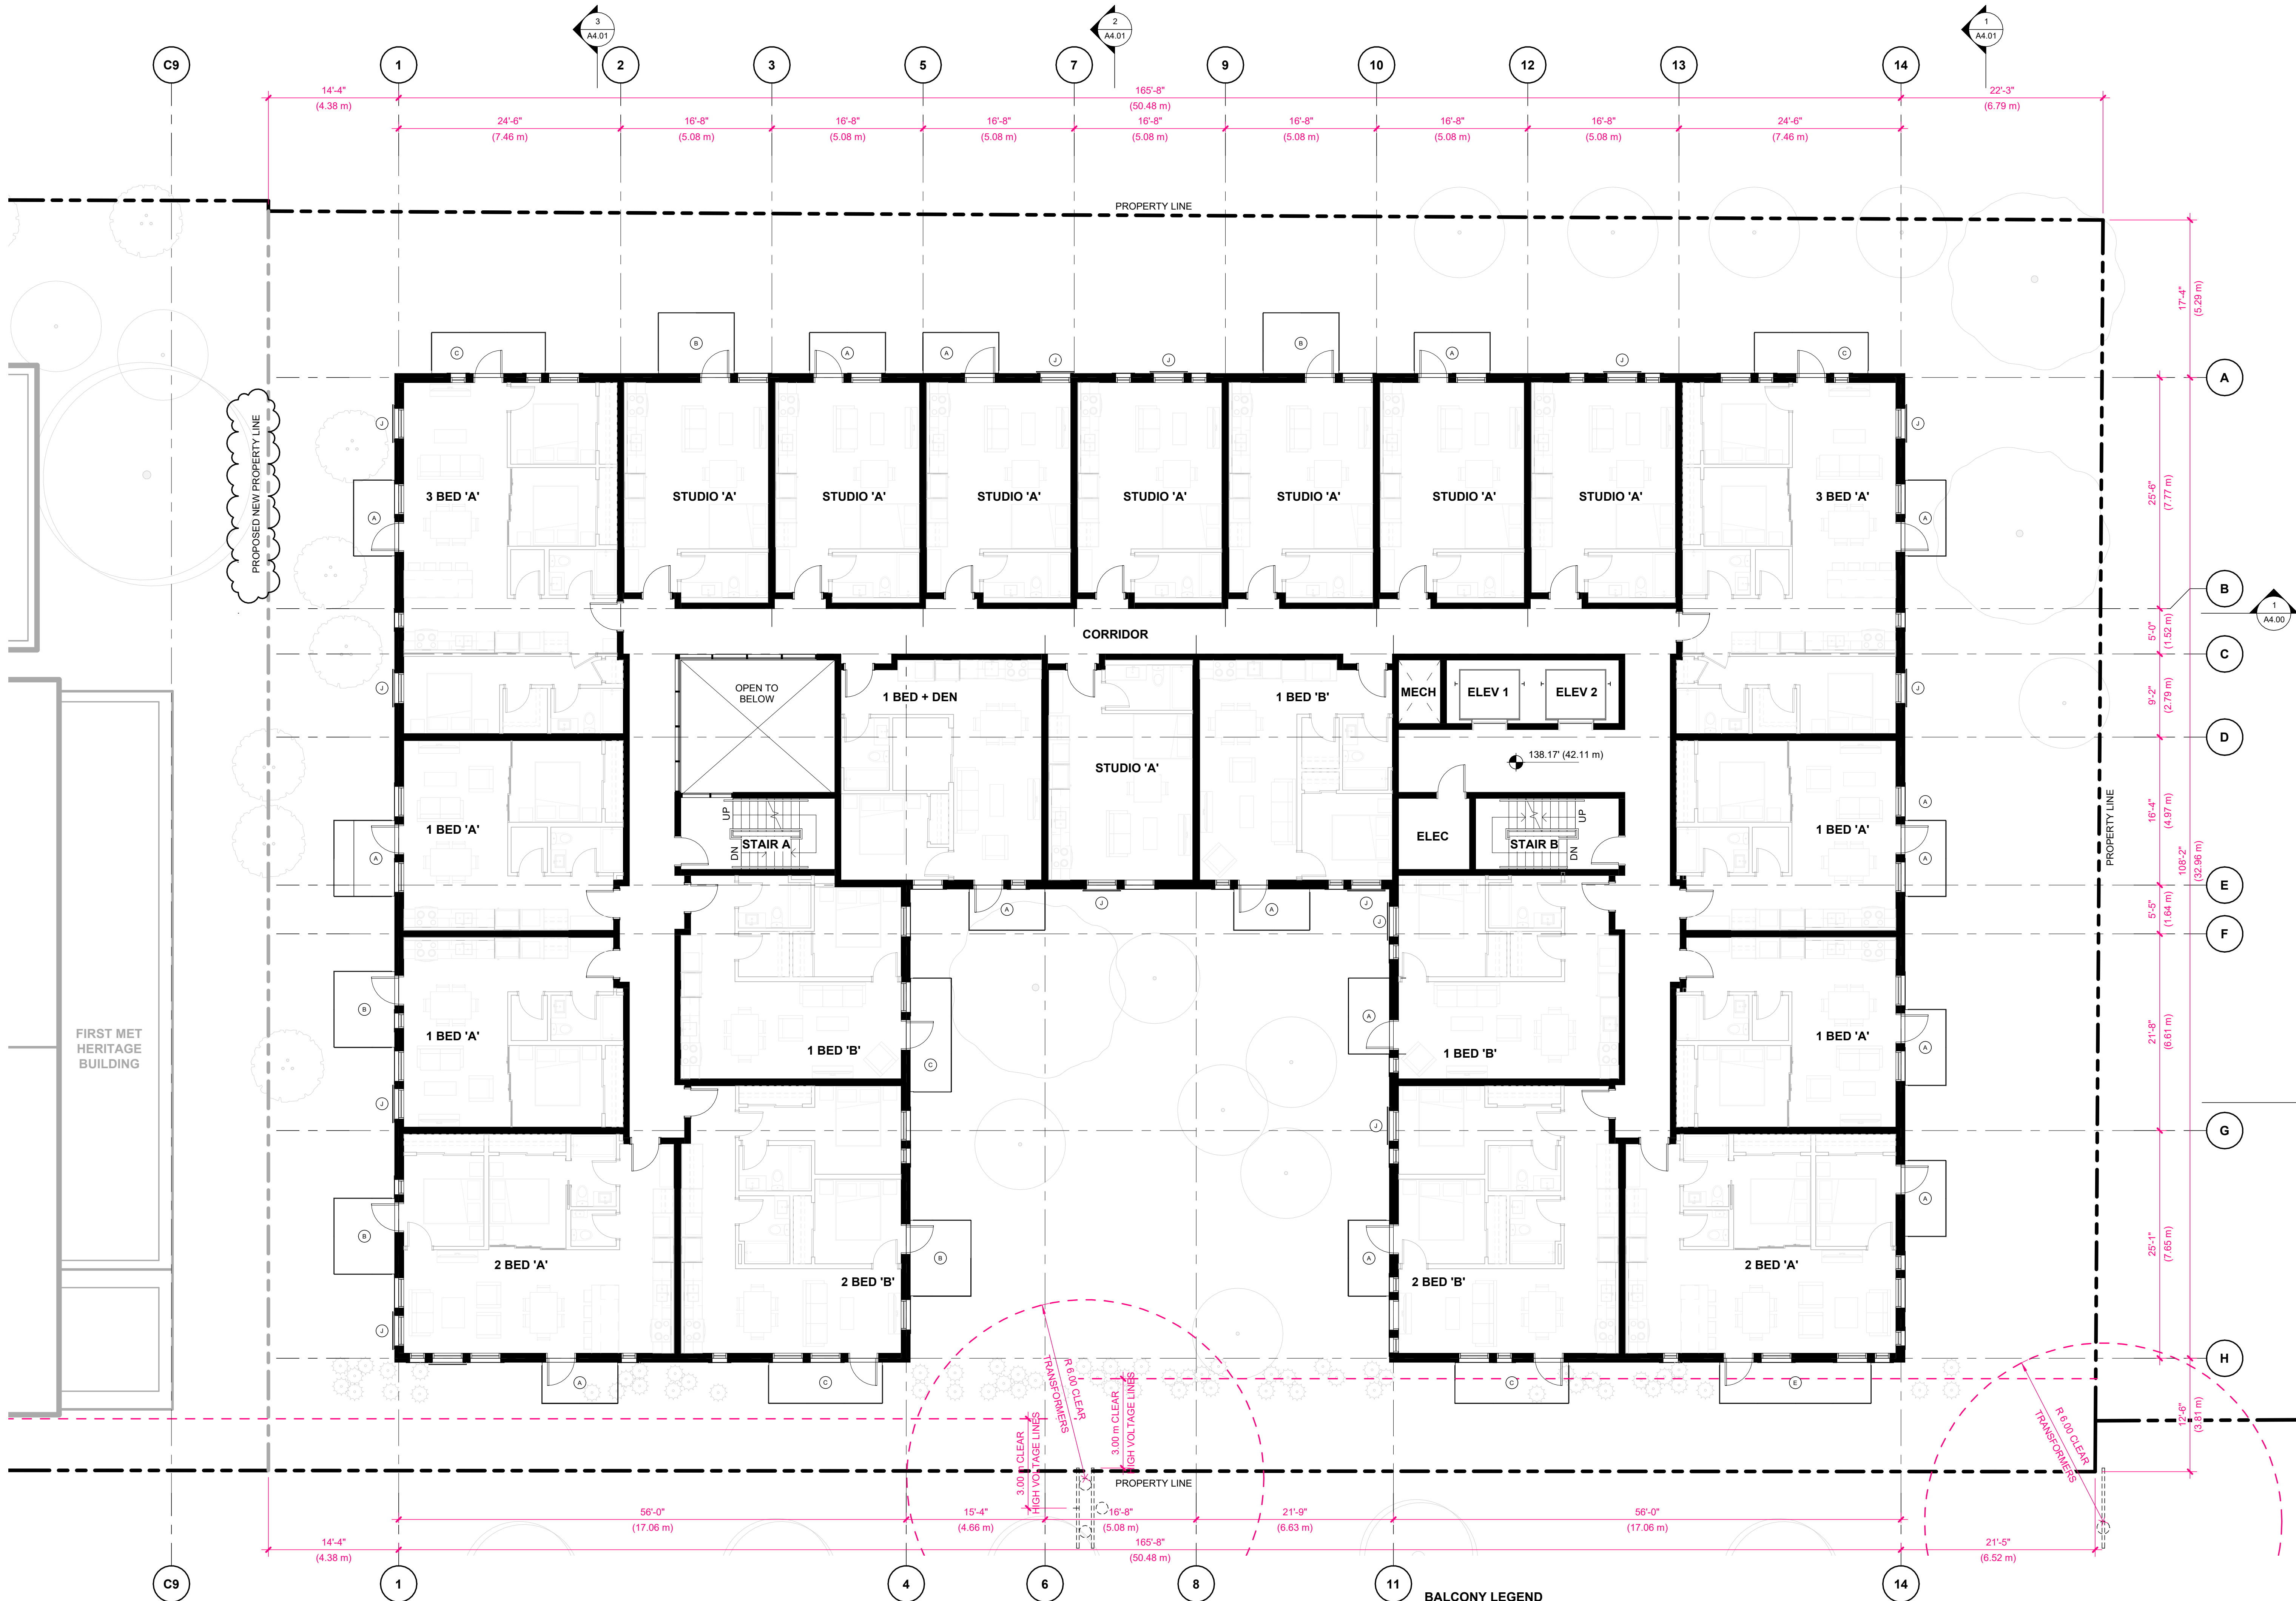 3
A4.01
2
A4.01
1
A4.01
C9
1
2
3
5
7
9
10
12
13
14
14'-4"
(4.38 m)
165'-8"
(50.48 m)
22'-3"
(6.79 m)
24'-6"
(7.46 m)
16'-8"
(5.08 m)
16'-8"
(5.08 m)
16'-8"
(5.08 m)
16'-8"
(5.08 m)
16'-8"
(5.08 m)
16'-8"
(5.08 m)
16'-8"
(5.08 m)
24'-6"
(7.46 m)
PROPERTY LINE
17'-4"
(5.29 m)
C
B
A
A
J
J
B
A
J
C
A
J
J
PROPOSED NEW PROPERTY LINE
3 BED 'A'
STUDIO 'A'
STUDIO 'A'
STUDIO 'A'
STUDIO 'A'
STUDIO 'A'
STUDIO 'A'
STUDIO 'A'
3 BED 'A'
A
A
25'-6"
(7.77 m)
B
1
A4.00
CORRIDOR
5'-0"
(1.52 m)
C
J
OPEN TO
BELOW
1 BED + DEN
1 BED 'B'
MECH
ELEV 1
ELEV 2
J
9'-2"
(2.79 m)
D
STUDIO 'A'
138.17' (42.11 m)
A
16'-4"
(4.97 m)
1 BED 'A'
UP
DN
STAIR A
ELEC
STAIR B
UP
DN
1 BED 'A'
PROPERTY LINE
A
A
108'-2"
(32.96 m)
E
A
J
A
J
J
5'-5"
(1.64 m)
F
FIRST MET
HERITAGE
BUILDING
B
1 BED 'A'
1 BED 'B'
C
A
1 BED 'B'
1 BED 'A'
A
21'-8"
(6.61 m)
J
J
G
B
2 BED 'A'
2 BED 'B'
B
A
2 BED 'B'
2 BED 'A'
A
25'-1"
(7.65 m)
J
H
A
C
C
E
R 6.00 CLEAR
TRANSFORMERS
3.00 m CLEAR
HIGH VOLTAGE LINES
3.00 m CLEAR
HIGH VOLTAGE LINES
R 6.00 CLEAR
TRANSFORMERS
12'-6"
(3.81 m)
PROPERTY LINE
56'-0"
(17.06 m)
15'-4"
(4.66 m)
16'-8"
(5.08 m)
21'-9"
(6.63 m)
56'-0"
(17.06 m)
14'-4"
(4.38 m)
165'-8"
(50.48 m)
21'-5"
(6.52 m)
C9
1
4
6
8
11
14
BALCONY LEGEND